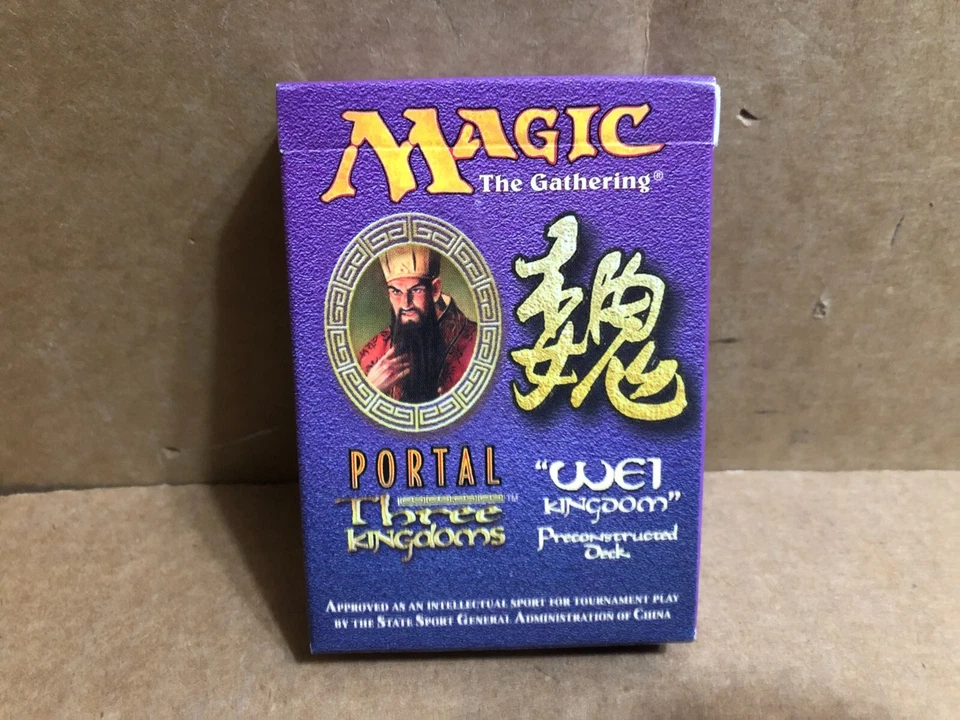 MAGIC
The Gathering®
魏
PORTAL
Three™
Kingdoms
"WEI
KINGDOM"
Preconstructed
Deck
APPROVED AS AN INTELLECTUAL SPORT FOR TOURNAMENT PLAY
BY THE STATE SPORT GENERAL ADMINISTRATION OF CHINA